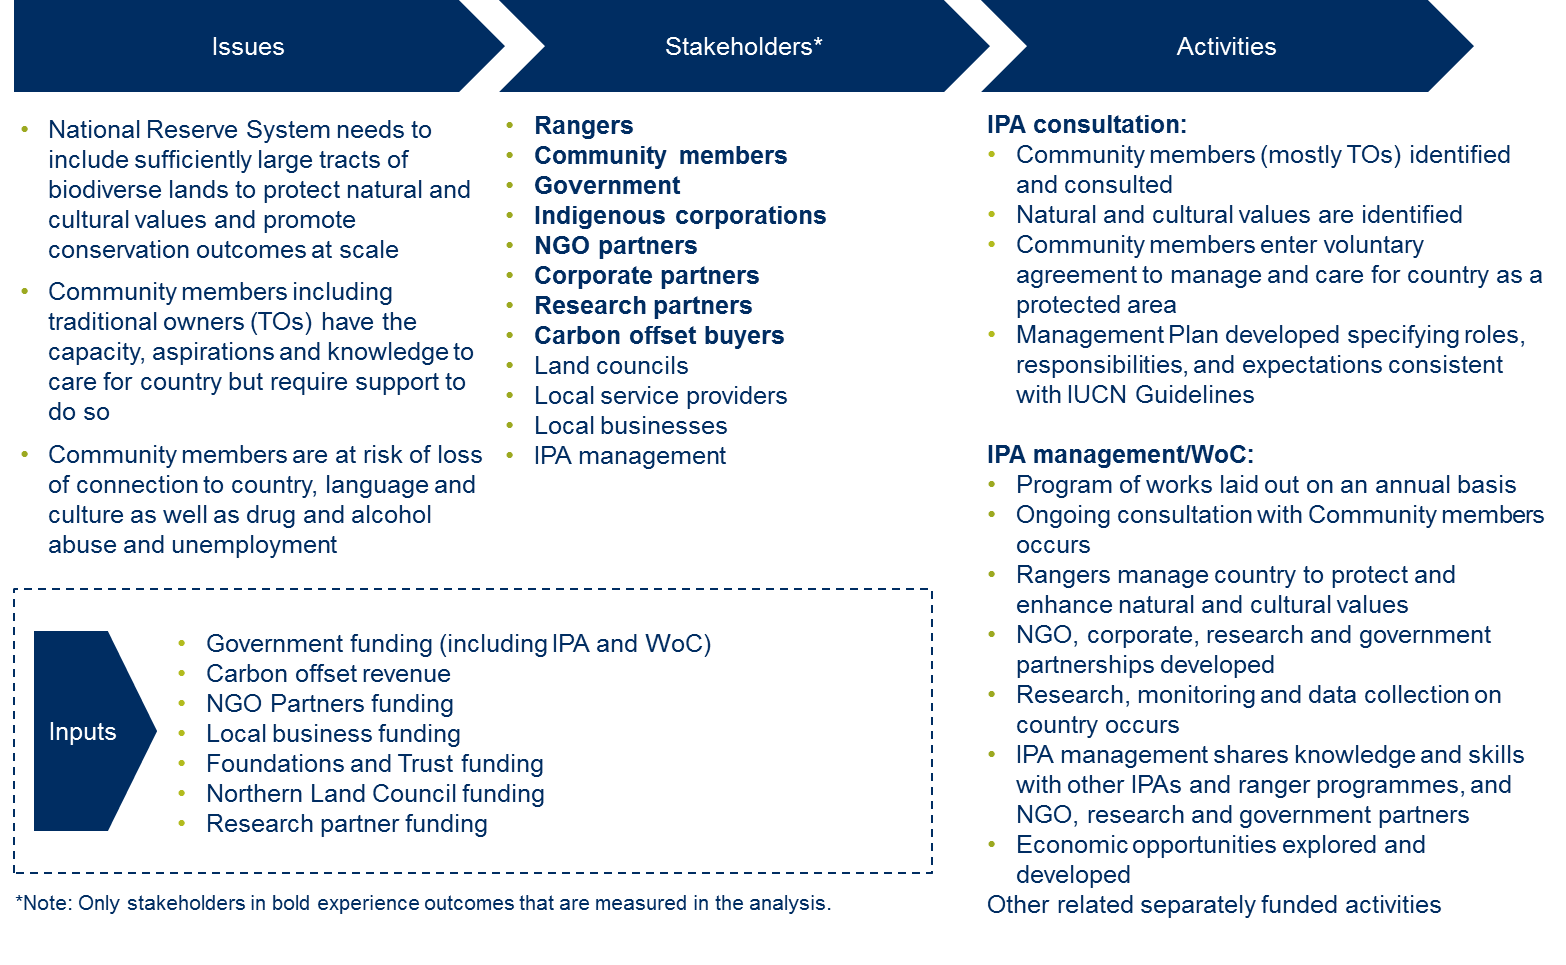 Issues
Stakeholders*
Activities
• National Reserve System needs to
include sufficiently large tracts of
biodiverse lands to protect natural and
cultural values and promote
conservation outcomes at scale
• Community members including
traditional owners (TOs) have the
capacity, aspirations and knowledge to
care for country but require support to
do so
• Community members are at risk of loss
of connection to country, language and
culture as well as drug and alcohol
abuse and unemployment
• Rangers
• Community members
• Government
• Indigenous corporations
• NGO partners
• Corporate partners
• Research partners
• Carbon offset buyers
• Land councils
• Local service providers
• Local businesses
• IPA management
IPA consultation:
• Community members (mostly TOs) identified
and consulted
• Natural and cultural values are identified
• Community members enter voluntary
agreement to manage and care for country as a
protected area
• Management Plan developed specifying roles,
responsibilities, and expectations consistent
with IUCN Guidelines
IPA management/WoC:
• Program of works laid out on an annual basis
• Ongoing consultation with Community members
occurs
• Rangers manage country to protect and
enhance natural and cultural values
• NGO, corporate, research and government
partnerships developed
• Research, monitoring and data collection on
country occurs
• IPA management shares knowledge and skills
with other IPAs and ranger programmes, and
NGO, research and government partners
• Economic opportunities explored and
developed
Other related separately funded activities
Inputs
• Government funding (including IPA and WoC)
• Carbon offset revenue
• NGO Partners funding
• Local business funding
• Foundations and Trust funding
• Northern Land Council funding
• Research partner funding
*Note: Only stakeholders in bold experience outcomes that are measured in the analysis.